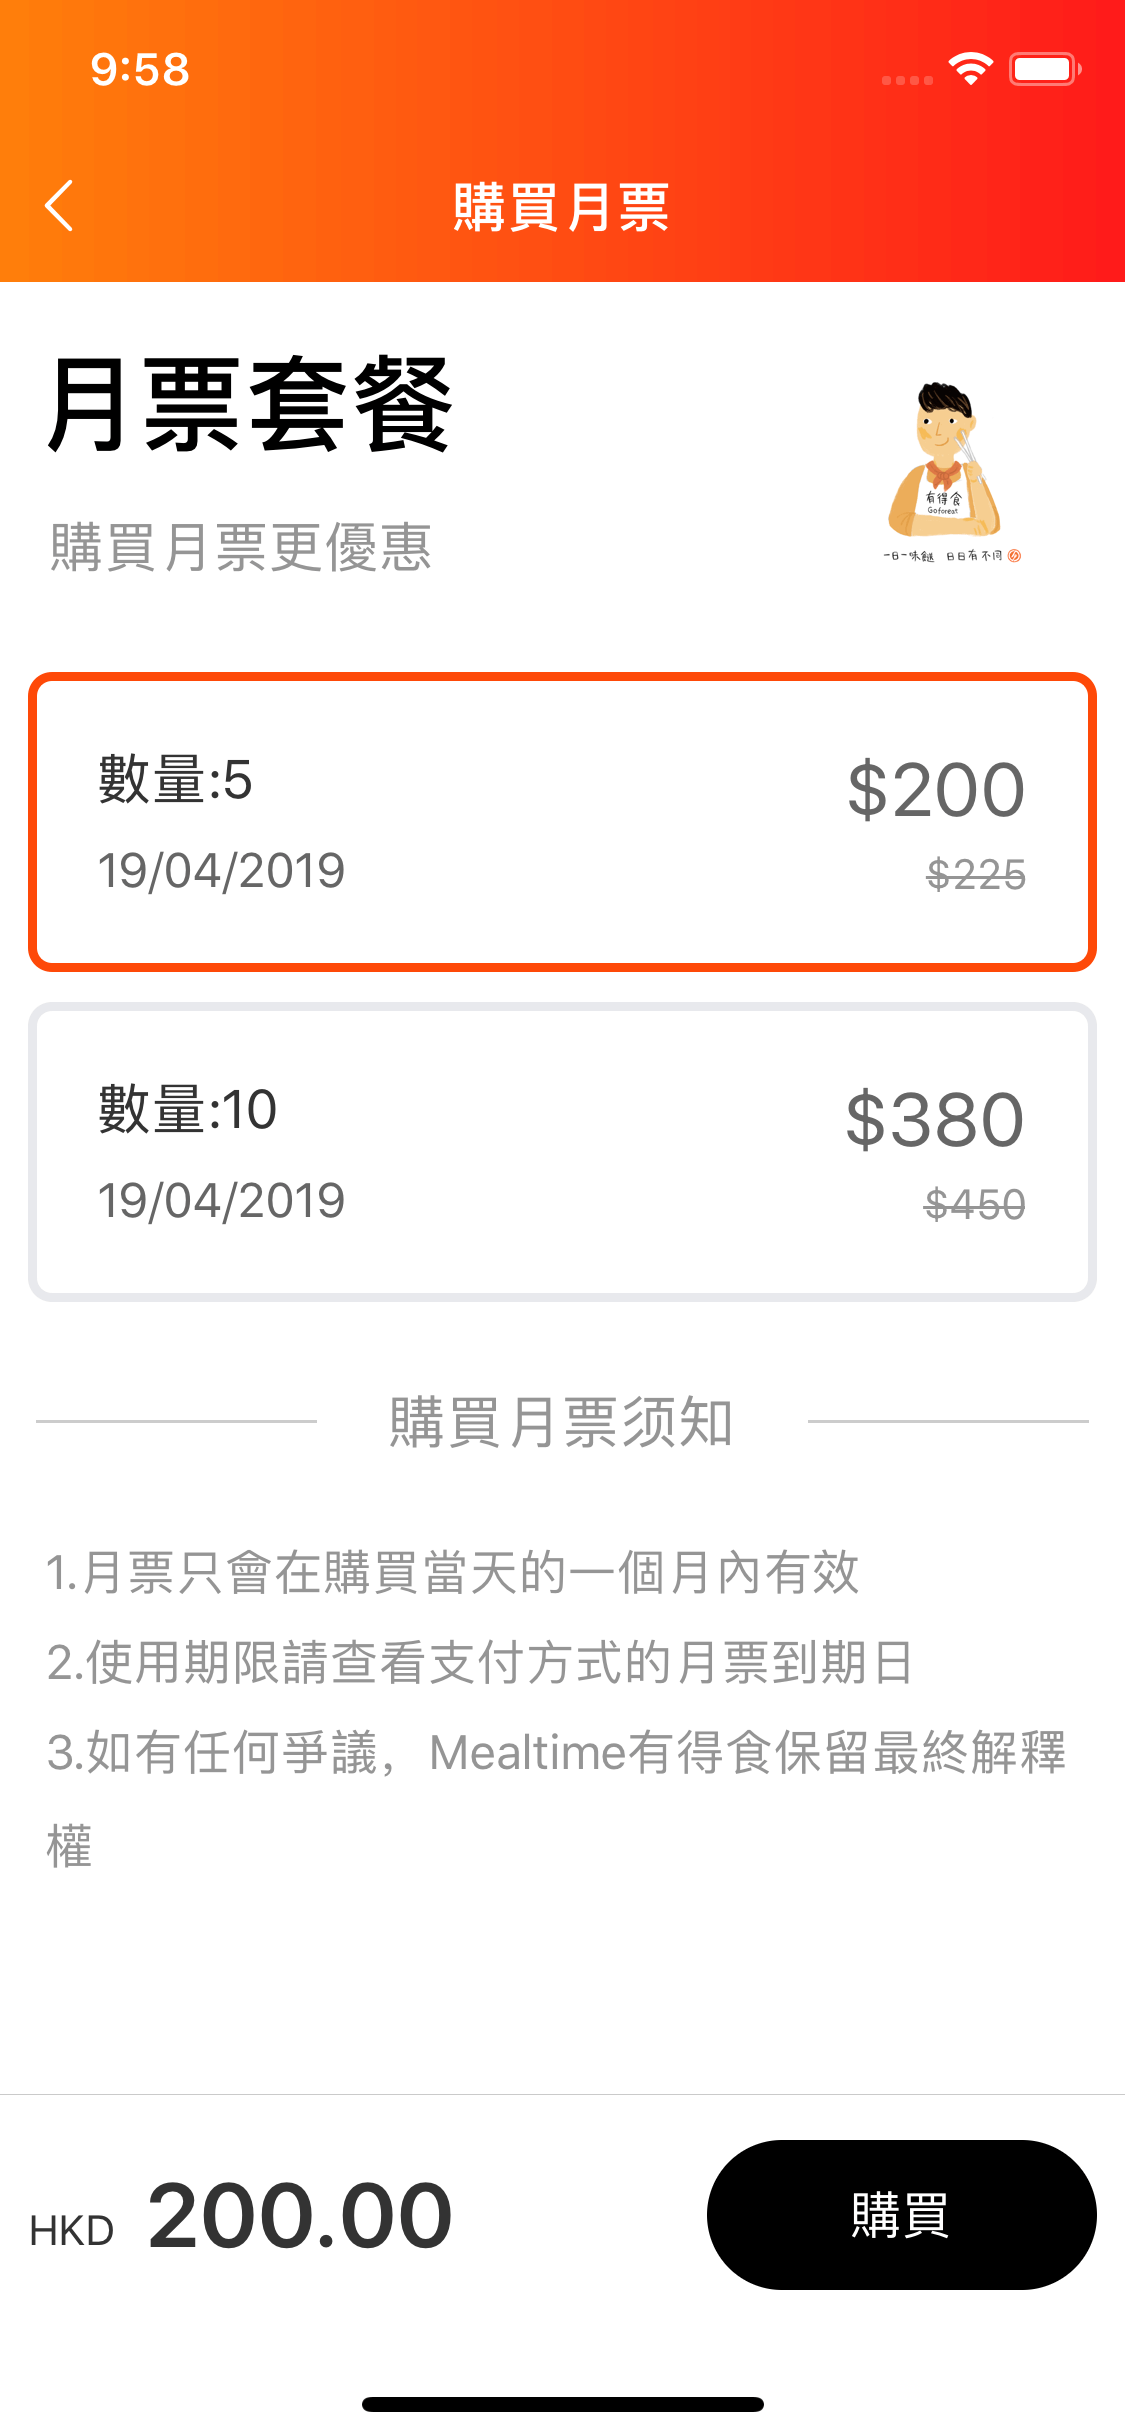 9:58
購買月票
月票套餐
購買月票更優惠
有得食
Goforeat
一日一味餸 日日有不同
數量:5
$200
19/04/2019
$225
數量:10
$380
19/04/2019
$450
購買月票须知
1.月票只會在購買當天的一個月內有效
2.使用期限請查看支付方式的月票到期日
3.如有任何爭議，Mealtime有得食保留最終解釋
權
HKD 200.00
購買